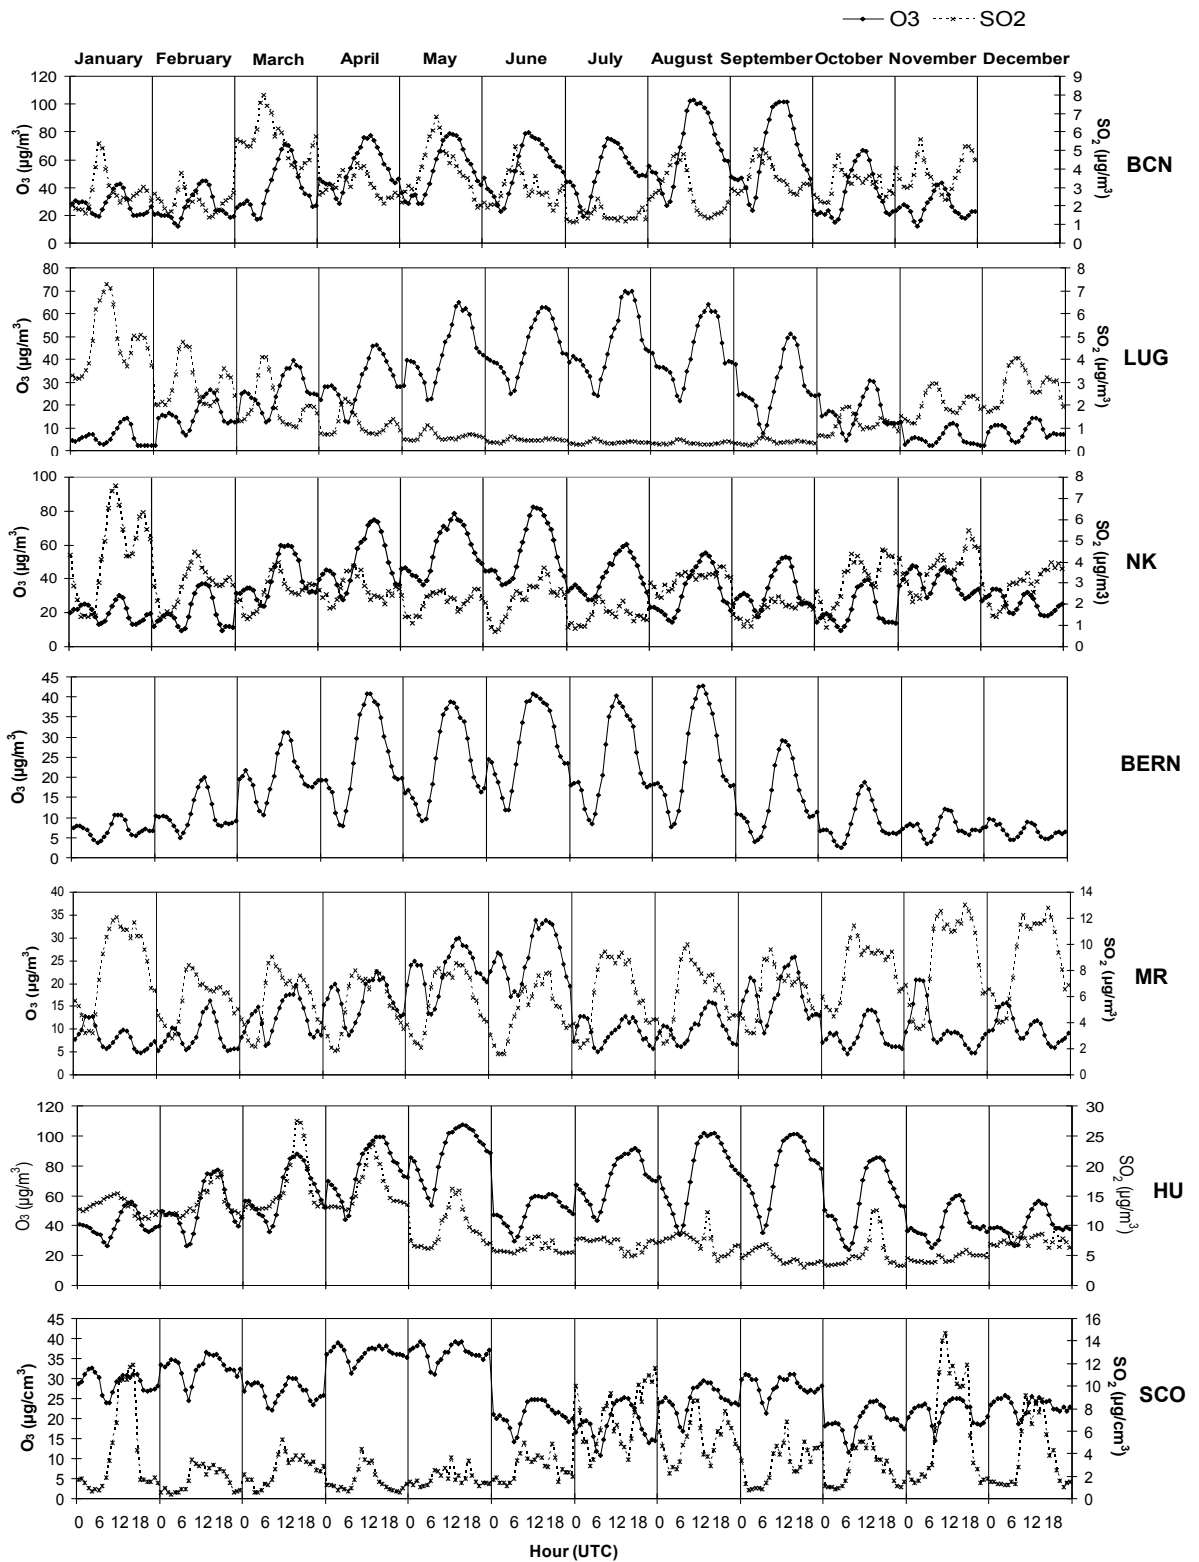 O3 SO2
January February March April May June July August September October November December
120 100 80 60 40 20 0
O₃ (µg/m³)
9 8 7 6 5 4 3 2 1 0
SO₂ (µg/m³)
BCN
80 70 60 50 40 30 20 10 0
O₃ (µg/m³)
8 7 6 5 4 3 2 1 0
SO₂ (µg/m³)
LUG
100 80 60 40 20 0
O₃ (µg/m³)
8 7 6 5 4 3 2 1 0
SO₂ (µg/m3)
NK
45 40 35 30 25 20 15 10 5 0
O₃ (µg/m³)
BERN
40 35 30 25 20 15 10 5 0
O₃ (µg/m³)
14 12 10 8 6 4 2 0
SO₂ (µg/m³)
MR
120 100 80 60 40 20 0
O₃ (µg/m³)
30 25 20 15 10 5 0
SO₂ (µg/m³)
HU
45 40 35 30 25 20 15 10 5 0
O₃ (µg/cm³)
16 14 12 10 8 6 4 2 0
SO₂ (µg/cm³)
SCO
0 6 12 18 0 6 12 18 0 6 12 18 0 6 12 18 0 6 12 18 0 6 12 18 0 6 12 18 0 6 12 18 0 6 12 18 0 6 12 18 0 6 12 18 0 6 12 18
Hour (UTC)